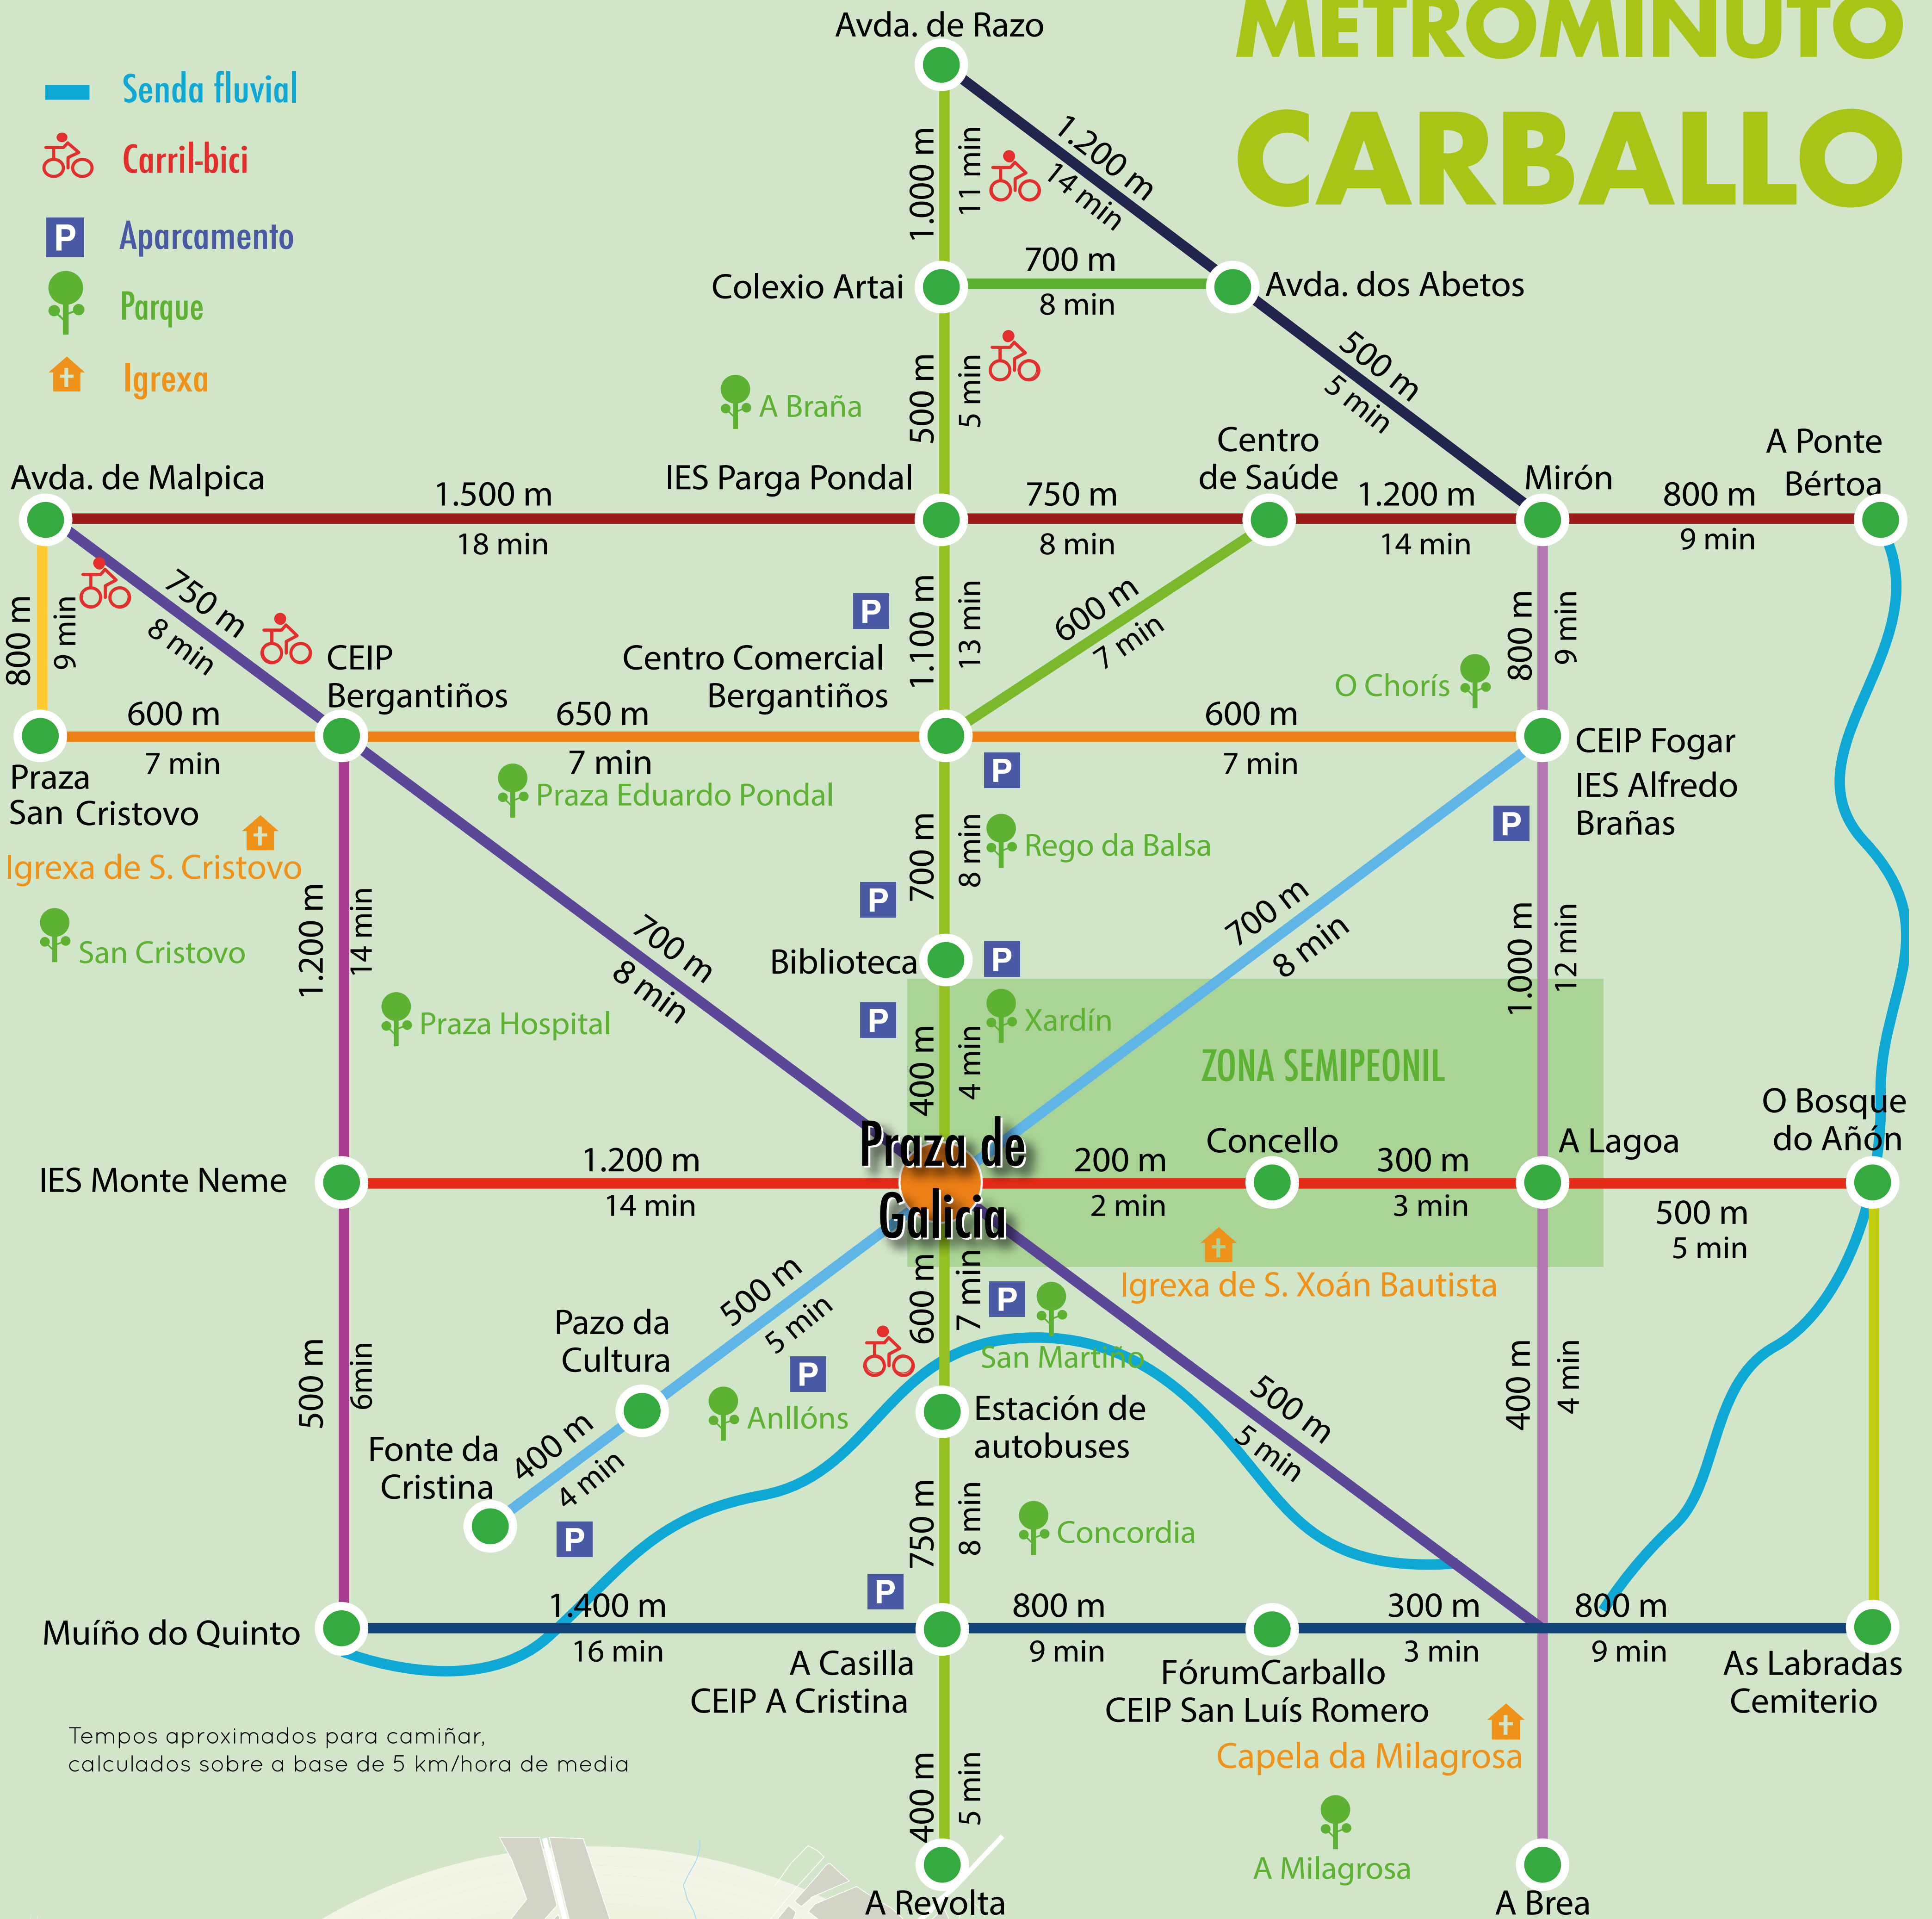 METROMINUTO
CARBALLO
Senda fluvial
Carril-bici
P
Aparcamento
Parque
Igrexa
Avda. de Razo
1.000 m
11 min
1.200 m
14 min
Colexio Artai
700 m
8 min
Avda. dos Abetos
500 m
5 min
500 m
5 min
A Braña
Avda. de Malpica
1.500 m
18 min
IES Parga Pondal
750 m
8 min
Centro
de Saúde
1.200 m
14 min
Mirón
800 m
9 min
A Ponte
Bértoa
800 m
9 min
750 m
8 min
P
1.100 m
13 min
600 m
7 min
800 m
9 min
O Chorís
CEIP
Bergantiños
Centro Comercial
Bergantiños
600 m
7 min
650 m
7 min
600 m
7 min
CEIP Fogar
IES Alfredo
Brañas
Praza
San Cristovo
Igrexa de S. Cristovo
San Cristovo
Praza Eduardo Pondal
P
P
Rego da Balsa
700 m
8 min
P
1.200 m
14 min
700 m
8 min
700 m
8 min
1.000 m
12 min
Biblioteca
P
P
Praza Hospital
Xardín
400 m
4 min
ZONA SEMIPEONIL
IES Monte Neme
1.200 m
14 min
Praza de
Galicia
200 m
2 min
Concello
300 m
3 min
A Lagoa
500 m
5 min
O Bosque
do Añón
Igrexa de S. Xoán Bautista
600 m
7 min
P
San Martiño
500 m
5 min
Pazo da
Cultura
P
Anllóns
500 m
6min
400 m
4 min
Fonte da
Cristina
P
Estación de
autobuses
500 m
5 min
400 m
4 min
750 m
8 min
Concordia
P
Muíño do Quinto
1.400 m
16 min
800 m
9 min
300 m
3 min
800 m
9 min
A Casilla
CEIP A Cristina
FórumCarballo
CEIP San Luís Romero
As Labradas
Cemiterio
Capela da Milagrosa
A Milagrosa
400 m
5 min
A Revolta
A Brea
Tempos aproximados para camiñar,
calculados sobre a base de 5 km/hora de media